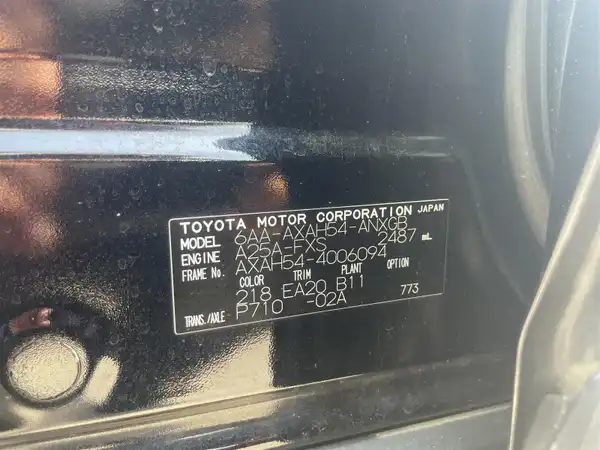 TOYOTA MOTOR CORPORATION JAPAN
MODEL 6AA-AXAH54-ANXGB
ENGINE A25A-FXS 2487 mL
FRAME No. AXAH54-4006094
COLOR TRIM PLANT OPTION
218 EA20 B11 773
TRANS./AXLE P710 -02A